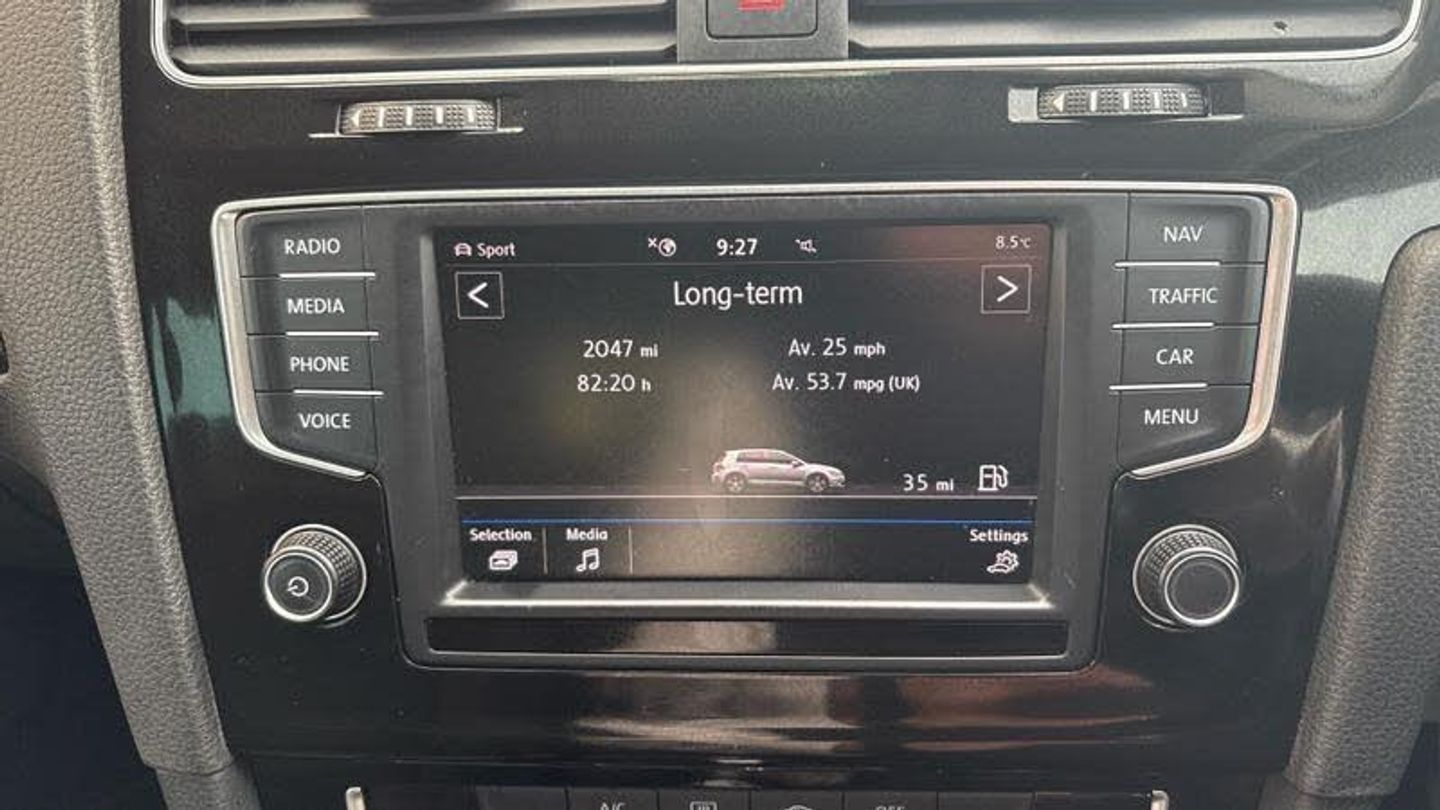 RADIO
MEDIA
PHONE
VOICE
Sport 9:27 8.5°C
<
Long-term
>
2047 mi Av. 25 mph
82:20 h Av. 53.7 mpg (UK)
35 mi
Selection Media Settings
NAV
TRAFFIC
CAR
MENU
A/C
OFF